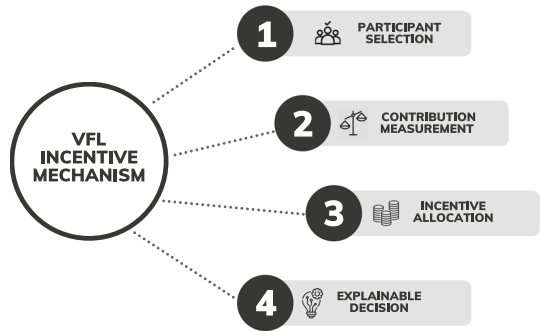 VFL
INCENTIVE
MECHANISM
1
PARTICIPANT
SELECTION
2
CONTRIBUTION
MEASUREMENT
3
INCENTIVE
ALLOCATION
4
EXPLAINABLE
DECISION